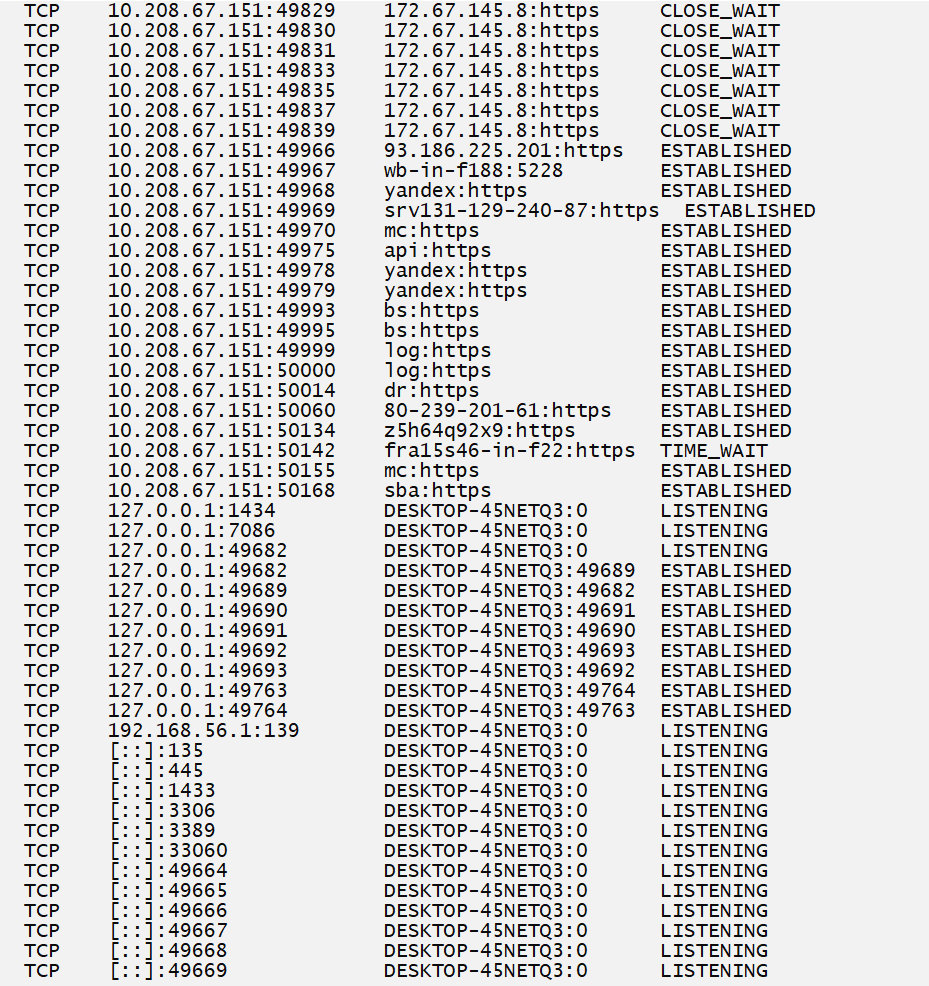 TCP 10.208.67.151:49829 172.67.145.8:https CLOSE_WAIT
TCP 10.208.67.151:49830 172.67.145.8:https CLOSE_WAIT
TCP 10.208.67.151:49831 172.67.145.8:https CLOSE_WAIT
TCP 10.208.67.151:49833 172.67.145.8:https CLOSE_WAIT
TCP 10.208.67.151:49835 172.67.145.8:https CLOSE_WAIT
TCP 10.208.67.151:49837 172.67.145.8:https CLOSE_WAIT
TCP 10.208.67.151:49839 172.67.145.8:https CLOSE_WAIT
TCP 10.208.67.151:49966 93.186.225.201:https ESTABLISHED
TCP 10.208.67.151:49967 wb-in-f188:5228 ESTABLISHED
TCP 10.208.67.151:49968 yandex:https ESTABLISHED
TCP 10.208.67.151:49969 srv131-129-240-87:https ESTABLISHED
TCP 10.208.67.151:49970 mc:https ESTABLISHED
TCP 10.208.67.151:49975 api:https ESTABLISHED
TCP 10.208.67.151:49978 yandex:https ESTABLISHED
TCP 10.208.67.151:49979 yandex:https ESTABLISHED
TCP 10.208.67.151:49993 bs:https ESTABLISHED
TCP 10.208.67.151:49995 bs:https ESTABLISHED
TCP 10.208.67.151:49999 log:https ESTABLISHED
TCP 10.208.67.151:50000 log:https ESTABLISHED
TCP 10.208.67.151:50014 dr:https ESTABLISHED
TCP 10.208.67.151:50060 80-239-201-61:https ESTABLISHED
TCP 10.208.67.151:50134 z5h64q92x9:https ESTABLISHED
TCP 10.208.67.151:50142 fra15s46-in-f22:https TIME_WAIT
TCP 10.208.67.151:50155 mc:https ESTABLISHED
TCP 10.208.67.151:50168 sba:https ESTABLISHED
TCP 127.0.0.1:1434 DESKTOP-45NETQ3:0 LISTENING
TCP 127.0.0.1:7086 DESKTOP-45NETQ3:0 LISTENING
TCP 127.0.0.1:49682 DESKTOP-45NETQ3:0 LISTENING
TCP 127.0.0.1:49682 DESKTOP-45NETQ3:49689 ESTABLISHED
TCP 127.0.0.1:49689 DESKTOP-45NETQ3:49682 ESTABLISHED
TCP 127.0.0.1:49690 DESKTOP-45NETQ3:49691 ESTABLISHED
TCP 127.0.0.1:49691 DESKTOP-45NETQ3:49690 ESTABLISHED
TCP 127.0.0.1:49692 DESKTOP-45NETQ3:49693 ESTABLISHED
TCP 127.0.0.1:49693 DESKTOP-45NETQ3:49692 ESTABLISHED
TCP 127.0.0.1:49763 DESKTOP-45NETQ3:49764 ESTABLISHED
TCP 127.0.0.1:49764 DESKTOP-45NETQ3:49763 ESTABLISHED
TCP 192.168.56.1:139 DESKTOP-45NETQ3:0 LISTENING
TCP [::]:135 DESKTOP-45NETQ3:0 LISTENING
TCP [::]:445 DESKTOP-45NETQ3:0 LISTENING
TCP [::]:1433 DESKTOP-45NETQ3:0 LISTENING
TCP [::]:3306 DESKTOP-45NETQ3:0 LISTENING
TCP [::]:3389 DESKTOP-45NETQ3:0 LISTENING
TCP [::]:33060 DESKTOP-45NETQ3:0 LISTENING
TCP [::]:49664 DESKTOP-45NETQ3:0 LISTENING
TCP [::]:49665 DESKTOP-45NETQ3:0 LISTENING
TCP [::]:49666 DESKTOP-45NETQ3:0 LISTENING
TCP [::]:49667 DESKTOP-45NETQ3:0 LISTENING
TCP [::]:49668 DESKTOP-45NETQ3:0 LISTENING
TCP [::]:49669 DESKTOP-45NETQ3:0 LISTENING